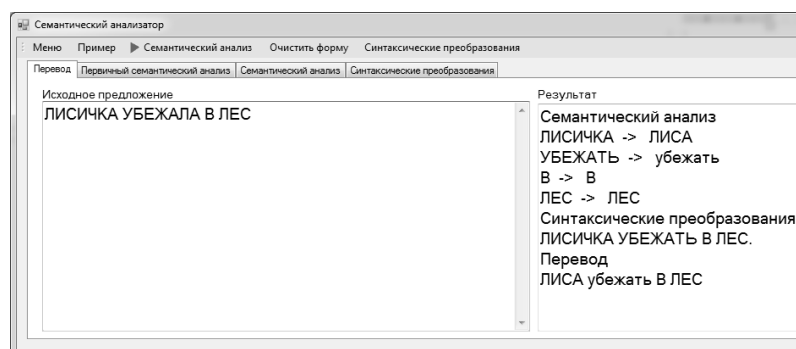 Семантический анализатор
Меню Пример Семантический анализ Очистить форму Синтаксические преобразования
Перевод Первичный семантический анализ Семантический анализ Синтаксические преобразования
Исходное предложение
ЛИСИЧКА УБЕЖАЛА В ЛЕС
Результат
Семантический анализ
ЛИСИЧКА -> ЛИСА
УБЕЖАТЬ -> убежать
В -> В
ЛЕС -> ЛЕС
Синтаксические преобразования
ЛИСИЧКА УБЕЖАТЬ В ЛЕС.
Перевод
ЛИСА убежать В ЛЕС